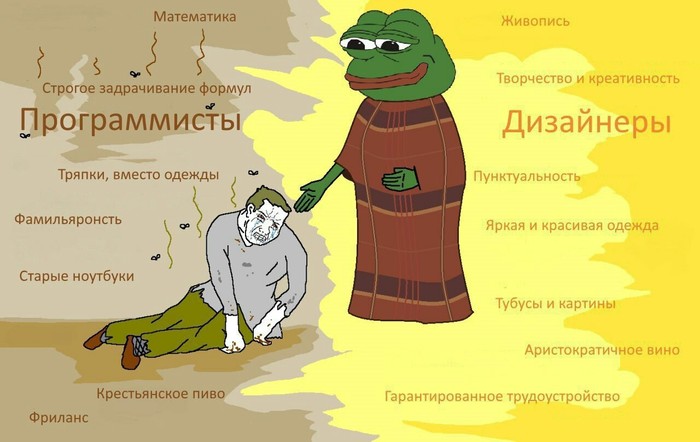 Математика
Строгое задрачивание формул
Программисты
Тряпки, вместо одежды
Фамильяронсть
Старые ноутбуки
Крестьянское пиво
Фриланс
Живопись
Творчество и креативность
Дизайнеры
Пунктуальность
Яркая и красивая одежда
Тубусы и картины
Аристократичное вино
Гарантированное трудоустройство